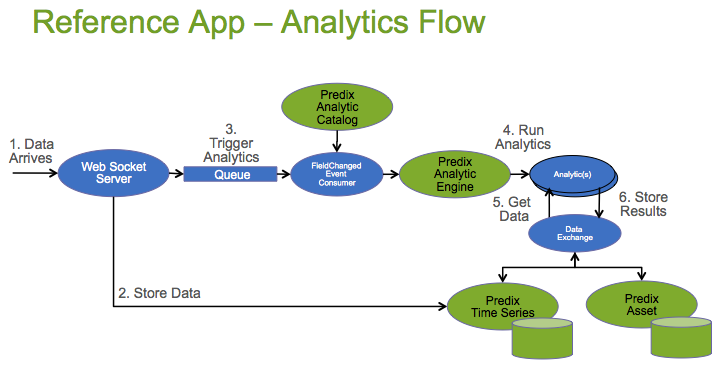 Reference App – Analytics Flow
1. Data
Arrives
Web Socket
Server
3.
Trigger
Analytics
Queue
Predix
Analytic
Catalog
FieldChanged
Event
Consumer
Predix
Analytic
Engine
4. Run
Analytics
Analytic(s)
5. Get
Data
6. Store
Results
Data
Exchange
2. Store Data
Predix
Time Series
Predix
Asset